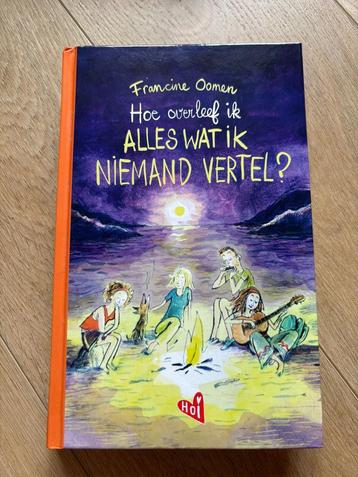 Francine Oomen
Hoe overleef ik
ALLES WAT IK
NIEMAND VERTEL?
HOI